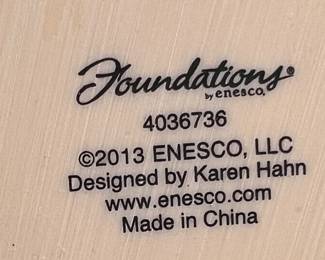 Foundations®
by enesco.
4036736
©2013 ENESCO, LLC
Designed by Karen Hahn
www.enesco.com
Made in China